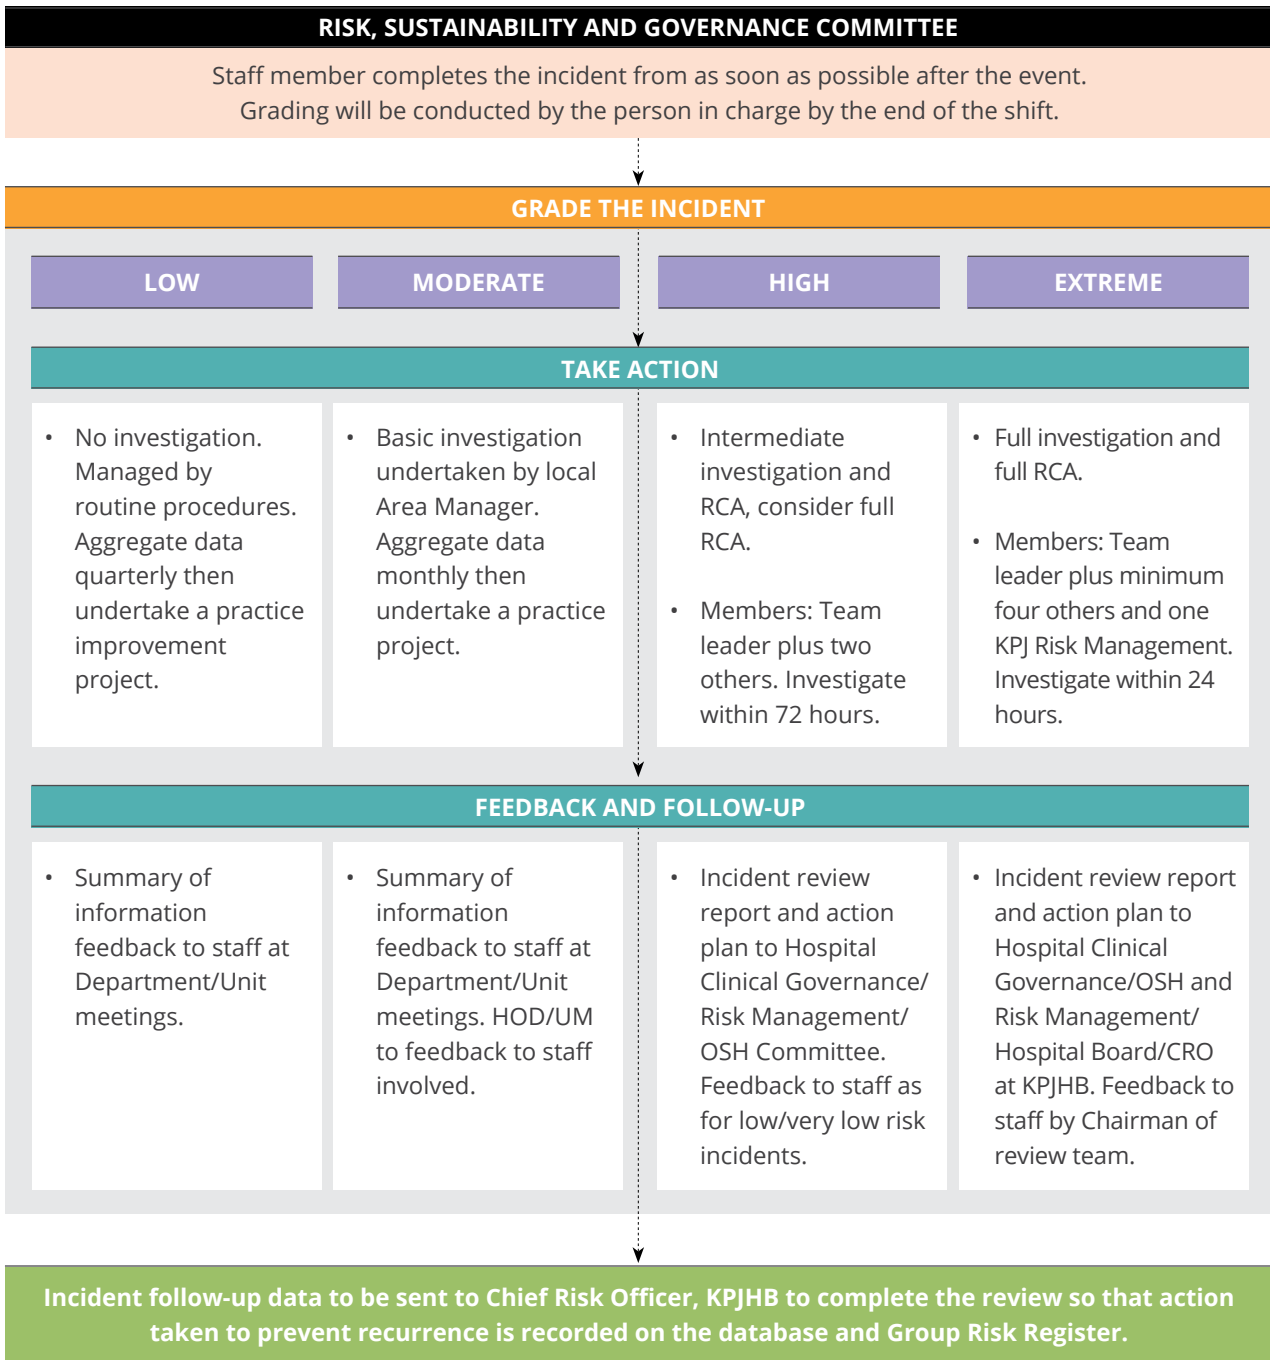 RISK, SUSTAINABILITY AND GOVERNANCE COMMITTEE
Staff member completes the incident from as soon as possible after the event.
Grading will be conducted by the person in charge by the end of the shift.
GRADE THE INCIDENT
LOW
MODERATE
HIGH
EXTREME
TAKE ACTION
• No investigation.
Managed by
routine procedures.
Aggregate data
quarterly then
undertake a practice
improvement
project.
• Basic investigation
undertaken by local
Area Manager.
Aggregate data
monthly then
undertake a practice
project.
• Intermediate
investigation and
RCA, consider full
RCA.
• Members: Team
leader plus two
others. Investigate
within 72 hours.
• Full investigation and
full RCA.
• Members: Team
leader plus minimum
four others and one
KPJ Risk Management.
Investigate within 24
hours.
FEEDBACK AND FOLLOW-UP
• Summary of
information
feedback to staff at
Department/Unit
meetings.
• Summary of
information
feedback to staff at
Department/Unit
meetings. HOD/UM
to feedback to staff
involved.
• Incident review
report and action
plan to Hospital
Clinical Governance/
Risk Management/
OSH Committee.
Feedback to staff as
for low/very low risk
incidents.
• Incident review report
and action plan to
Hospital Clinical
Governance/OSH and
Risk Management/
Hospital Board/CRO
at KPJHB. Feedback to
staff by Chairman of
review team.
Incident follow-up data to be sent to Chief Risk Officer, KPJHB to complete the review so that action
taken to prevent recurrence is recorded on the database and Group Risk Register.